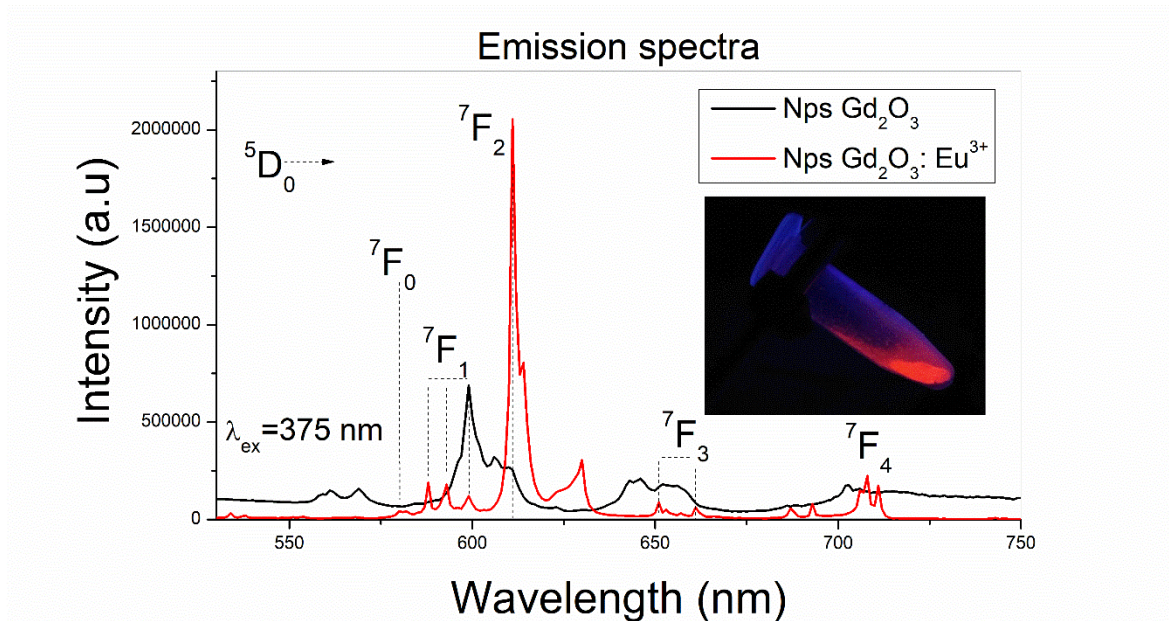 Emission spectra
Intensity (a.u)
2000000
1500000
1000000
500000
0
⁵D₀
⁷F₀
⁷F₁
⁷F₂
⁷F₃
⁷F₄
λex=375 nm
Nps Gd₂O₃
Nps Gd₂O₃: Eu³⁺
550
600
650
700
750
Wavelength (nm)